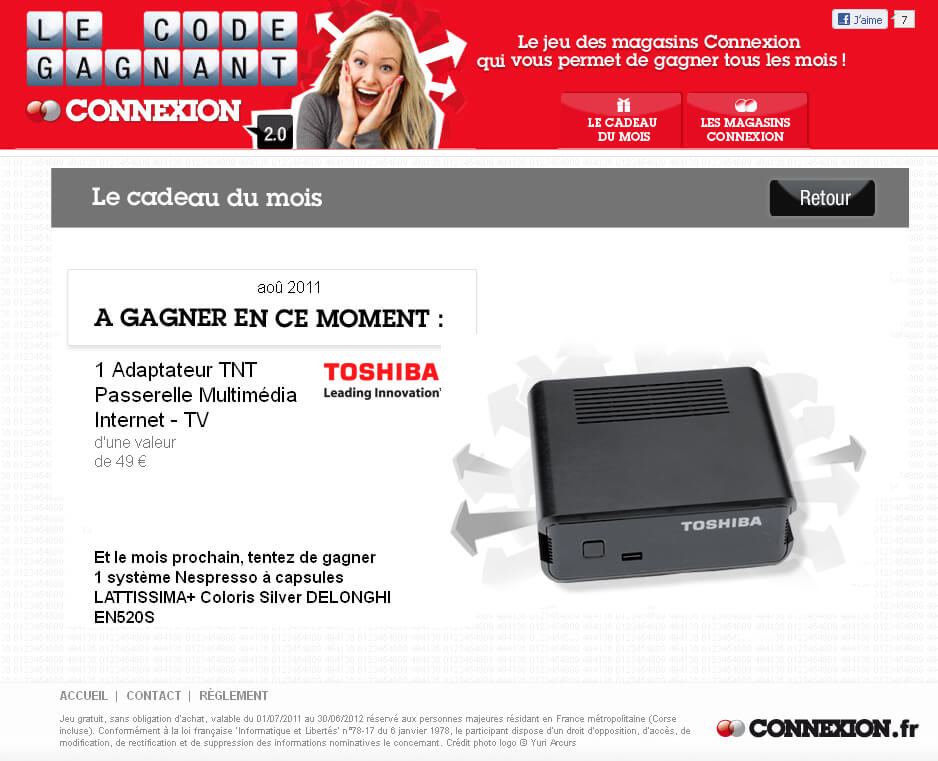 LE CODE
GAGNANT
CONNEXION
2.0
Le jeu des magasins Connexion
qui vous permet de gagner tous les mois !
J'aime 7
LE CADEAU
DU MOIS
LES MAGASINS
CONNEXION
Le cadeau du mois
Retour
aoû 2011
A GAGNER EN CE MOMENT :
1 Adaptateur TNT
Passerelle Multimédia
Internet - TV
d'une valeur
de 49 €
TOSHIBA
Leading Innovation
TOSHIBA
Et le mois prochain, tentez de gagner
1 système Nespresso à capsules
LATTISSIMA+ Coloris Silver DELONGHI
EN520S
ACCUEIL | CONTACT | RÈGLEMENT
Jeu gratuit, sans obligation d'achat, valable du 01/07/2011 au 30/06/2012 réservé aux personnes majeures résidant en France métropolitaine (Corse
incluse). Conformément à la loi française 'Informatique et Libertés' n°78-17 du 6 janvier 1978, le participant dispose d'un droit d'opposition, d'accès, de
modification, de rectification et de suppression des informations nominatives le concernant. Crédit photo logo © Yuri Arcurs
CONNEXION.fr